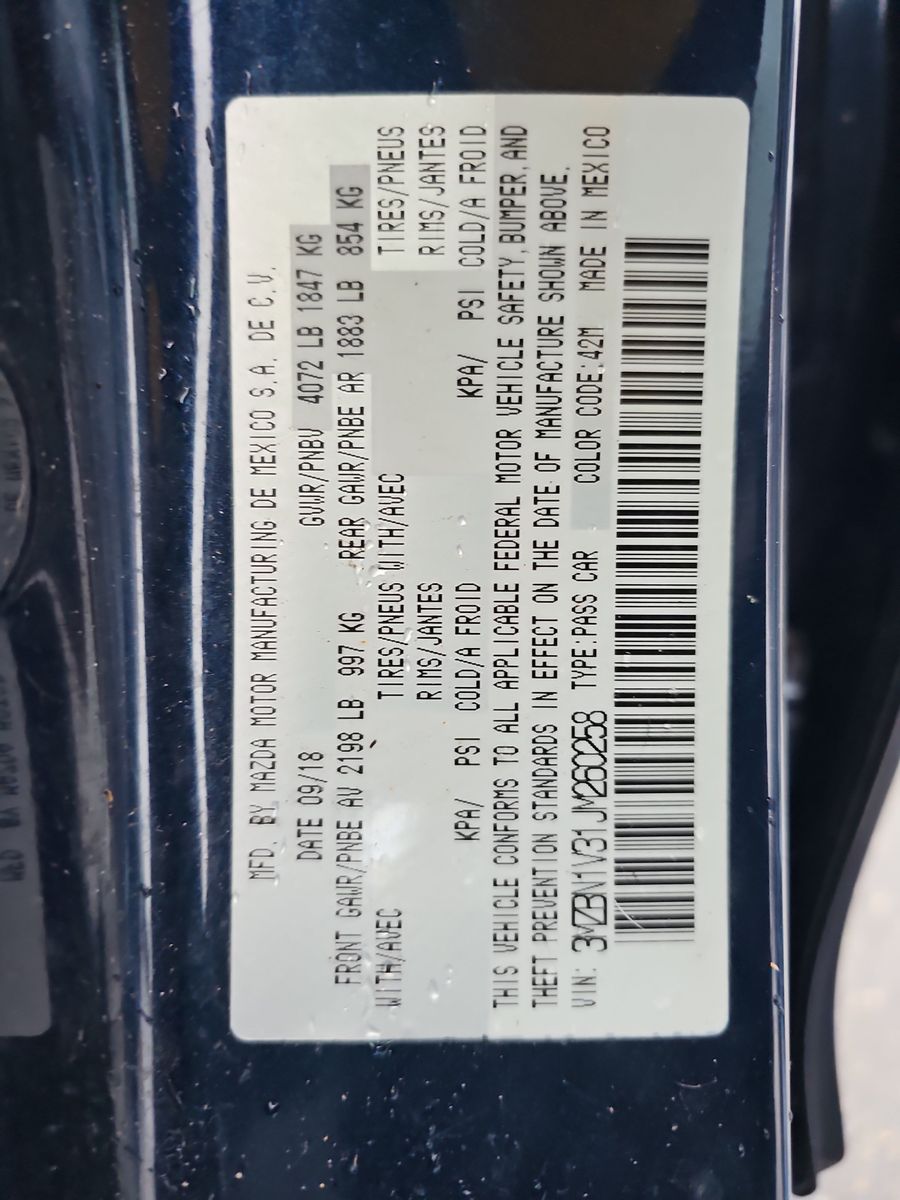 MFD. BY MAZDA MOTOR MANUFACTURING DE MEXICO S.A. DE C.V.
DATE 09/18 GVWR/PNBV 4072 LB 1847 KG
FRONT GAWR/PNBE AV 2198 LB 997 KG REAR GAWR/PNBE AR 1883 LB 854 KG
WITH/AVEC TIRES/PNEUS WITH/AVEC TIRES/PNEUS
RIMS/JANTES RIMS/JANTES
KPA/ PSI COLD/A FROID KPA/ PSI COLD/A FROID
THIS VEHICLE CONFORMS TO ALL APPLICABLE FEDERAL MOTOR VEHICLE SAFETY, BUMPER, AND
THEFT PREVENTION STANDARDS IN EFFECT ON THE DATE OF MANUFACTURE SHOWN ABOVE.
VIN: 3MZBN1V31JM260258 TYPE:PASS CAR COLOR CODE:42M MADE IN MEXICO